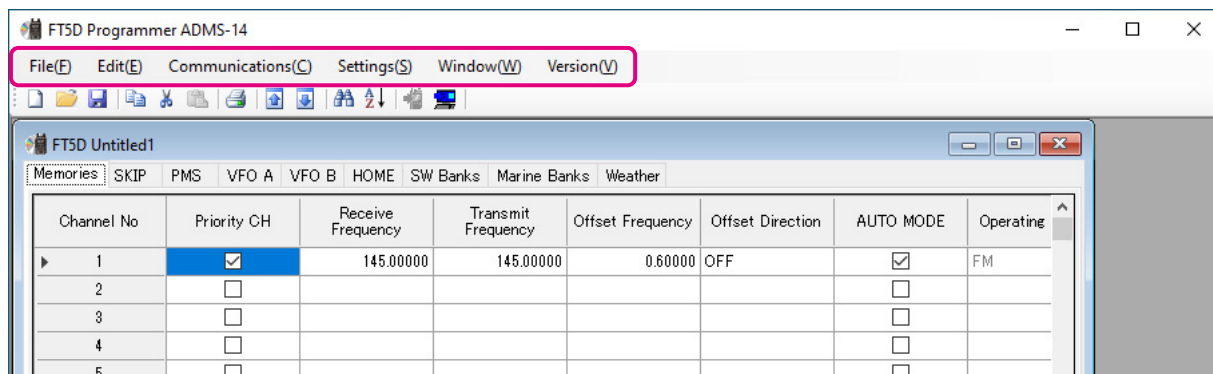 FT5D Programmer ADMS-14
File(F) Edit(E) Communications(C) Settings(S) Window(W) Version(V)
FT5D Untitled1
Memories SKIP PMS VFO A VFO B HOME SW Banks Marine Banks Weather
Channel No Priority CH Receive Frequency Transmit Frequency Offset Frequency Offset Direction AUTO MODE Operating
1 145.00000 145.00000 0.60000 OFF FM
2
3
4
5